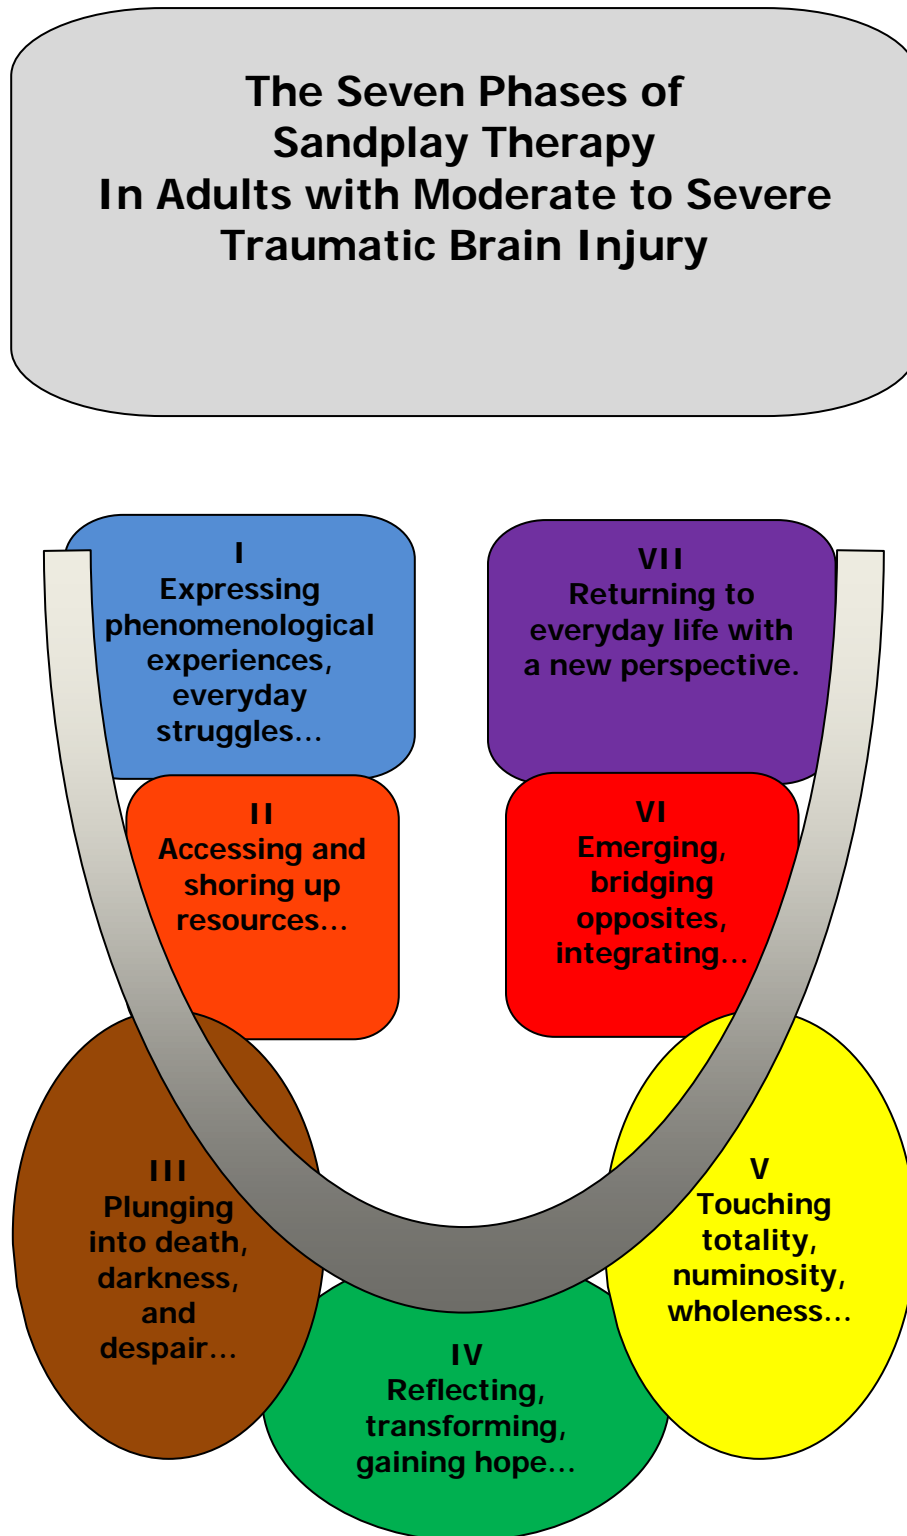 The Seven Phases of
Sandplay Therapy
In Adults with Moderate to Severe
Traumatic Brain Injury
I
Expressing
phenomenological
experiences,
everyday
struggles…
II
Accessing and
shoring up
resources…
III
Plunging
into death,
darkness,
and
despair…
IV
Reflecting,
transforming,
gaining hope…
V
Touching
totality,
numinosity,
wholeness…
VI
Emerging,
bridging
opposites,
integrating…
VII
Returning to
everyday life with
a new perspective.